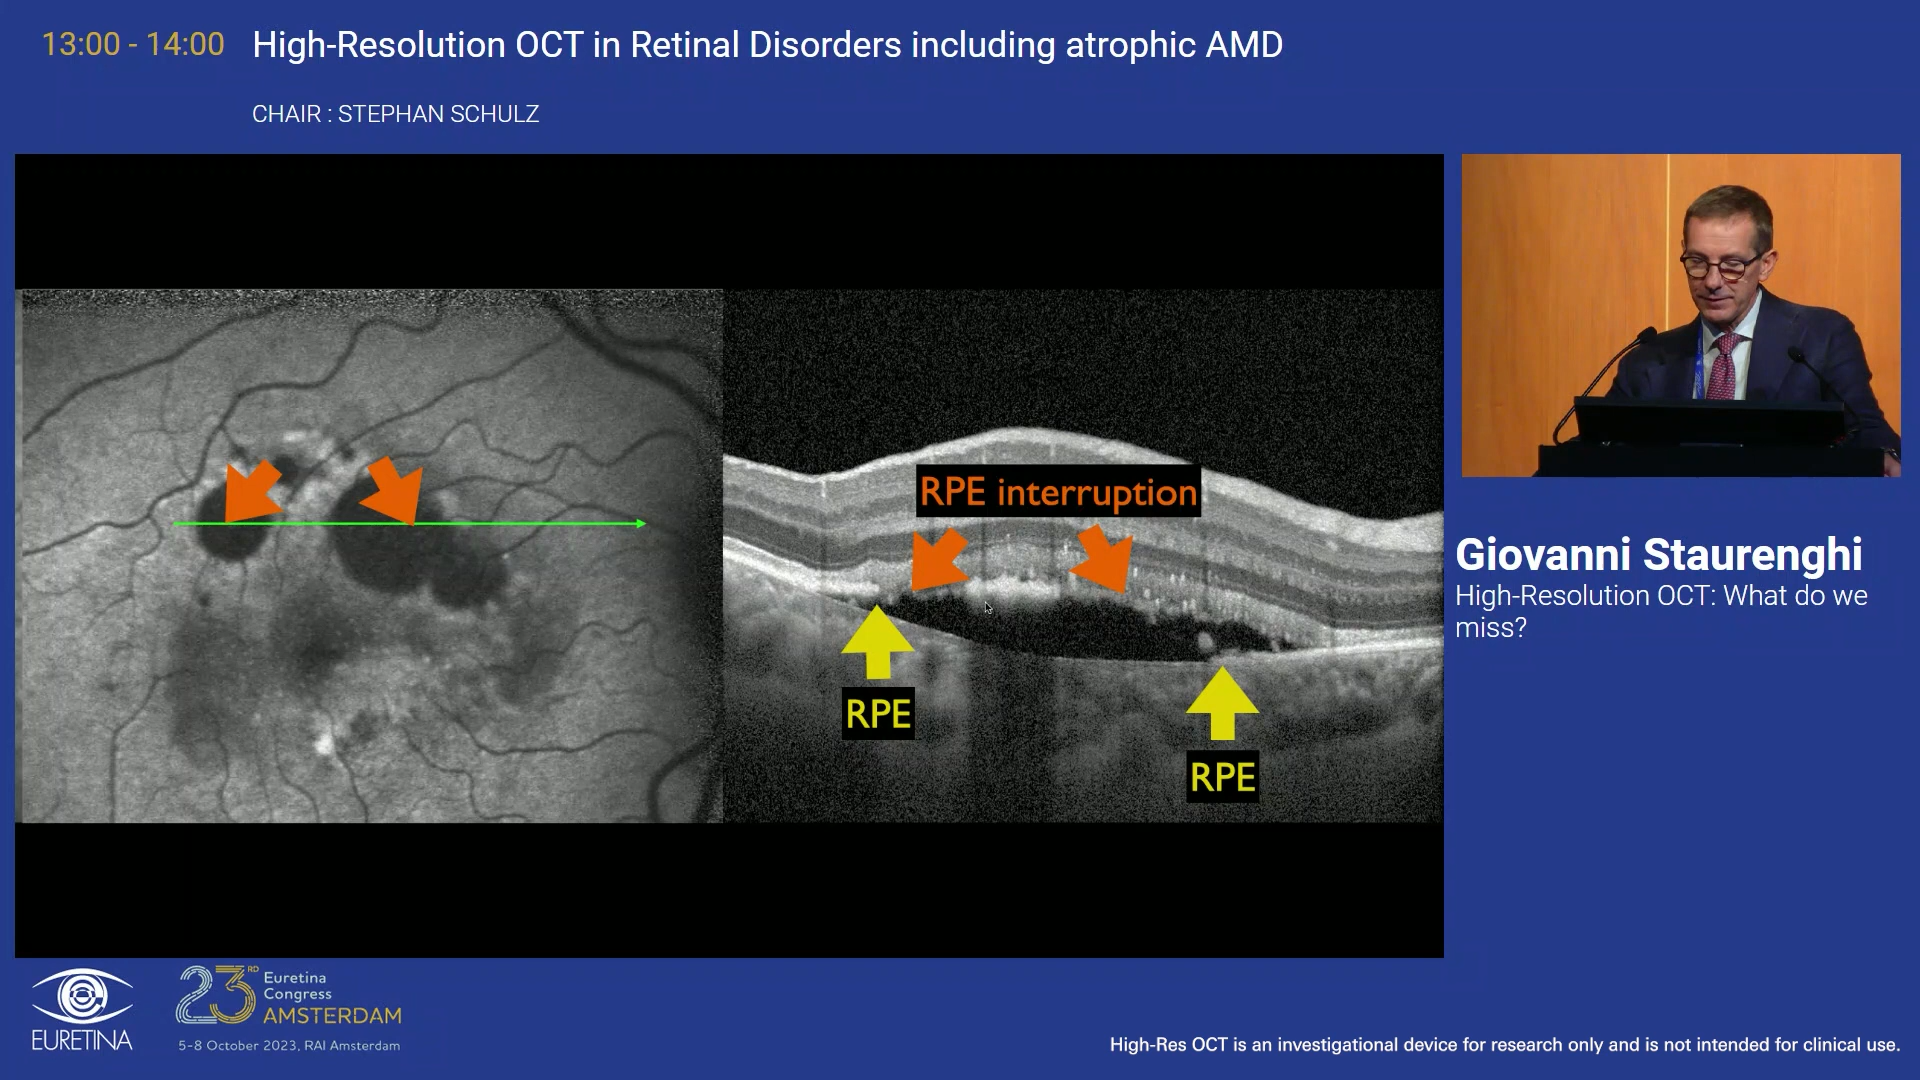 13:00 - 14:00 High-Resolution OCT in Retinal Disorders including atrophic AMD
CHAIR : STEPHAN SCHULZ
RPE interruption
RPE
RPE
Giovanni Staurenghi
High-Resolution OCT: What do we
miss?
EURETINA
23RD
Euretina
Congress
AMSTERDAM
5-8 October 2023, RAI Amsterdam
High-Res OCT is an investigational device for research only and is not intended for clinical use.